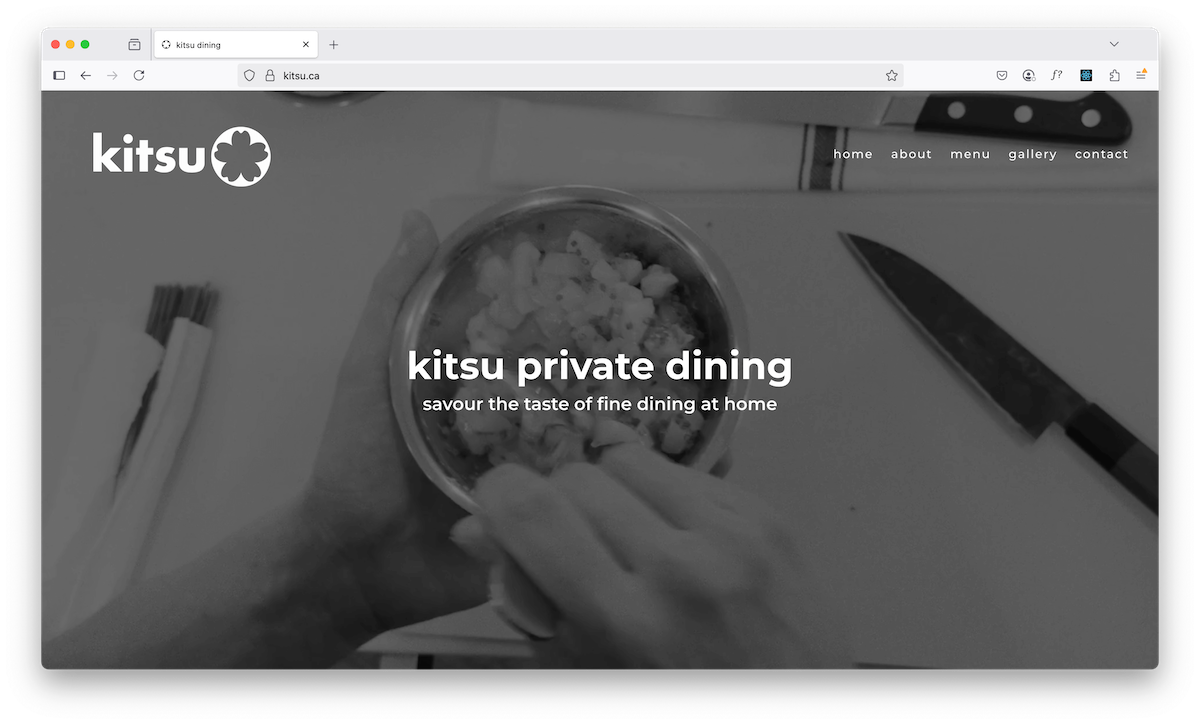 kitsu dining
kitsu.ca
f?
kitsu
home about menu gallery contact
kitsu private dining
savour the taste of fine dining at home